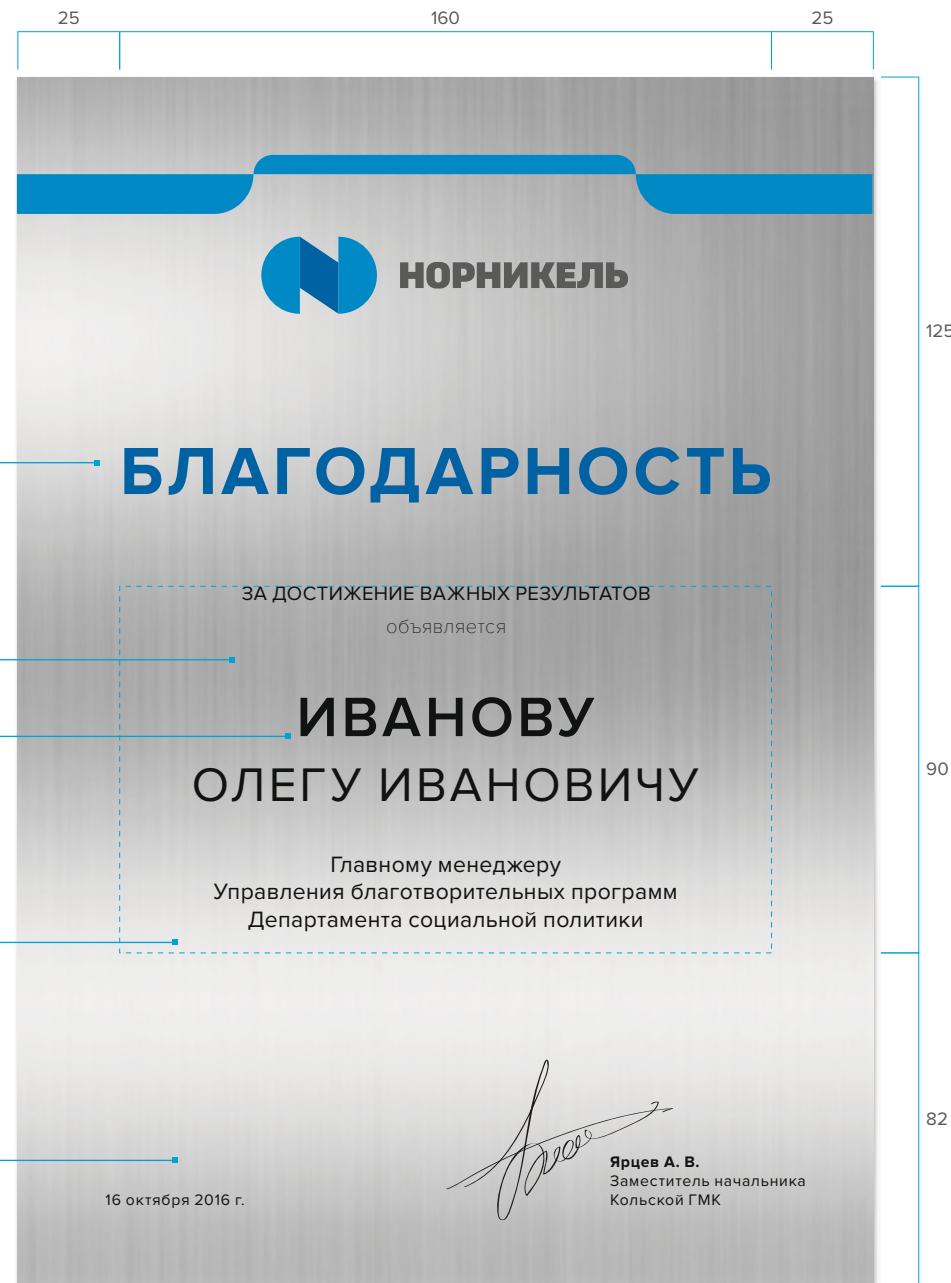 25
160
25
НОРНИКЕЛЬ
125
БЛАГОДАРНОСТЬ
ЗА ДОСТИЖЕНИЕ ВАЖНЫХ РЕЗУЛЬТАТОВ
объявляется
ИВАНОВУ
ОЛЕГУ ИВАНОВИЧУ
90
Главному менеджеру
Управления благотворительных программ
Департамента социальной политики
82
Ярцев А. В.
Заместитель начальника
Кольской ГМК
16 октября 2016 г.